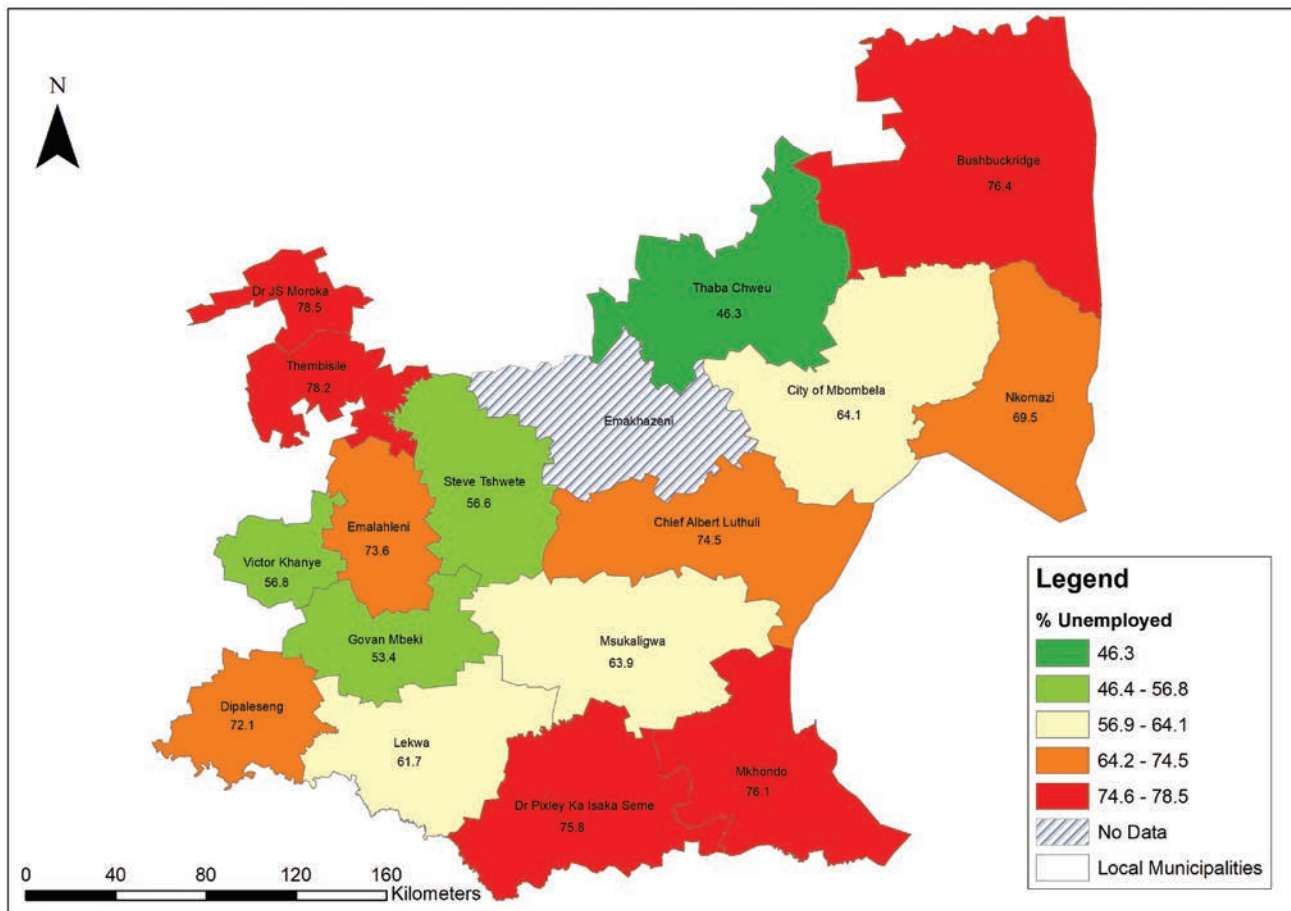 N
Bushbuckridge
76.4
Thaba Chweu
46.3
Dr JS Moroka
78.5
Thembisile
78.2
City of Mbombela
64.1
Nkomazi
69.5
Emakhazeni
Steve Tshwete
56.6
Emalahleni
73.6
Chief Albert Luthuli
74.5
Victor Khanye
56.8
Govan Mbeki
53.4
Msukaligwa
63.9
Dipaleseng
72.1
Lekwa
61.7
Dr Pixley Ka Isaka Seme
75.8
Mkhondo
76.1
Legend
% Unemployed
46.3
46.4 - 56.8
56.9 - 64.1
64.2 - 74.5
74.6 - 78.5
No Data
Local Municipalities
0 40 80 120 160
Kilometers